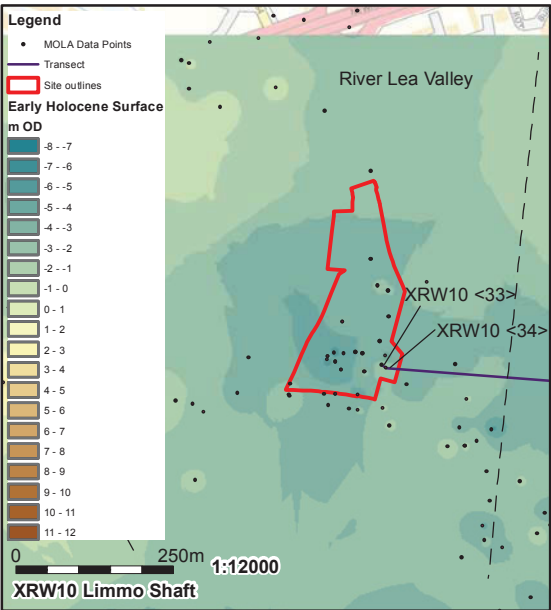 Legend
MOLA Data Points
Transect
Site outlines
Early Holocene Surface
m OD
-8 - -7
-7 - -6
-6 - -5
-5 - -4
-4 - -3
-3 - -2
-2 - -1
-1 - 0
0 - 1
1 - 2
2 - 3
3 - 4
4 - 5
5 - 6
6 - 7
7 - 8
8 - 9
9 - 10
10 - 11
11 - 12
River Lea Valley
XRW10 <33>
XRW10 <34>
0 250m 1:12000
XRW10 Limmo Shaft